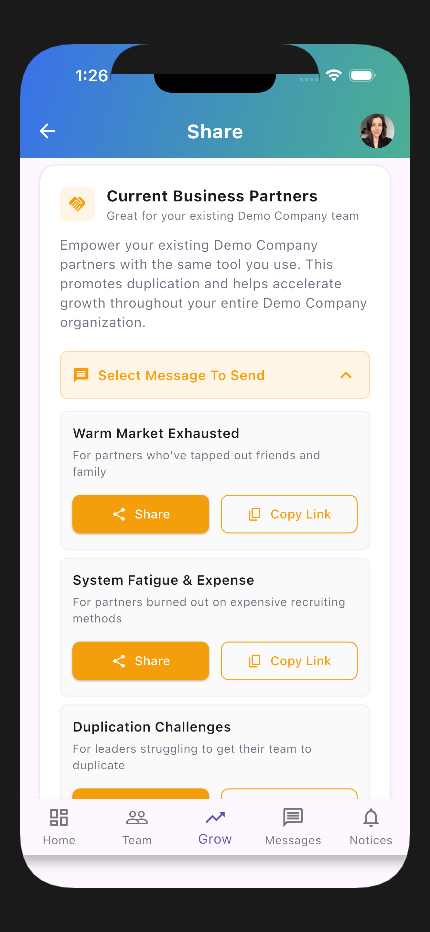 1:26
Share
Current Business Partners
Great for your existing Demo Company team
Empower your existing Demo Company
partners with the same tool you use. This
promotes duplication and helps accelerate
growth throughout your entire Demo Company
organization.
Select Message To Send
Warm Market Exhausted
For partners who've tapped out friends and
family
Share
Copy Link
System Fatigue & Expense
For partners burned out on expensive recruiting
methods
Share
Copy Link
Duplication Challenges
For leaders struggling to get their team to
duplicate
Home
Team
Grow
Messages
Notices